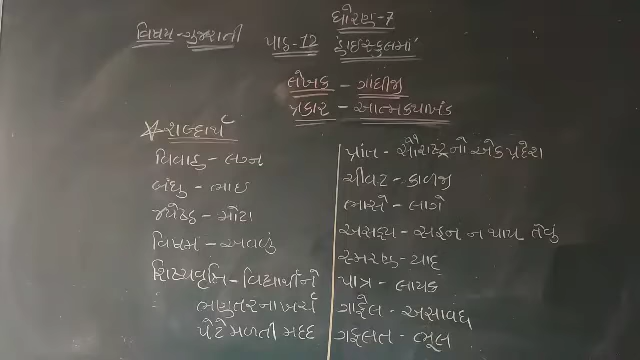 ધોરણ-7
વિષય-ગુજરાતી
પાઠ-12 હાઈસ્કૂલમાં
લેખક - ગાંધીજી
પ્રકાર - આત્મકથાખંડ
* શબ્દાર્થ
વિવાહ - લગ્ન
બંધુ - ભાઈ
જ્યેષ્ઠ - મોટા
વિષમ - અવળું
શિષ્યવૃત્તિ - વિદ્યાર્થીને
ભણતરના ખર્ચ
પેટે મળતી મદદ
પ્રાંત - સૌરાષ્ટ્રનો એક પ્રદેશ
ચીવટ - કાળજી
ભાસે - લાગે
અસહ્ય - સહન ન થાય તેવું
સ્મરણ - યાદ
પાત્ર - લાયક
ગાફેલ - અસાવધ
ગફલત - ભૂલ